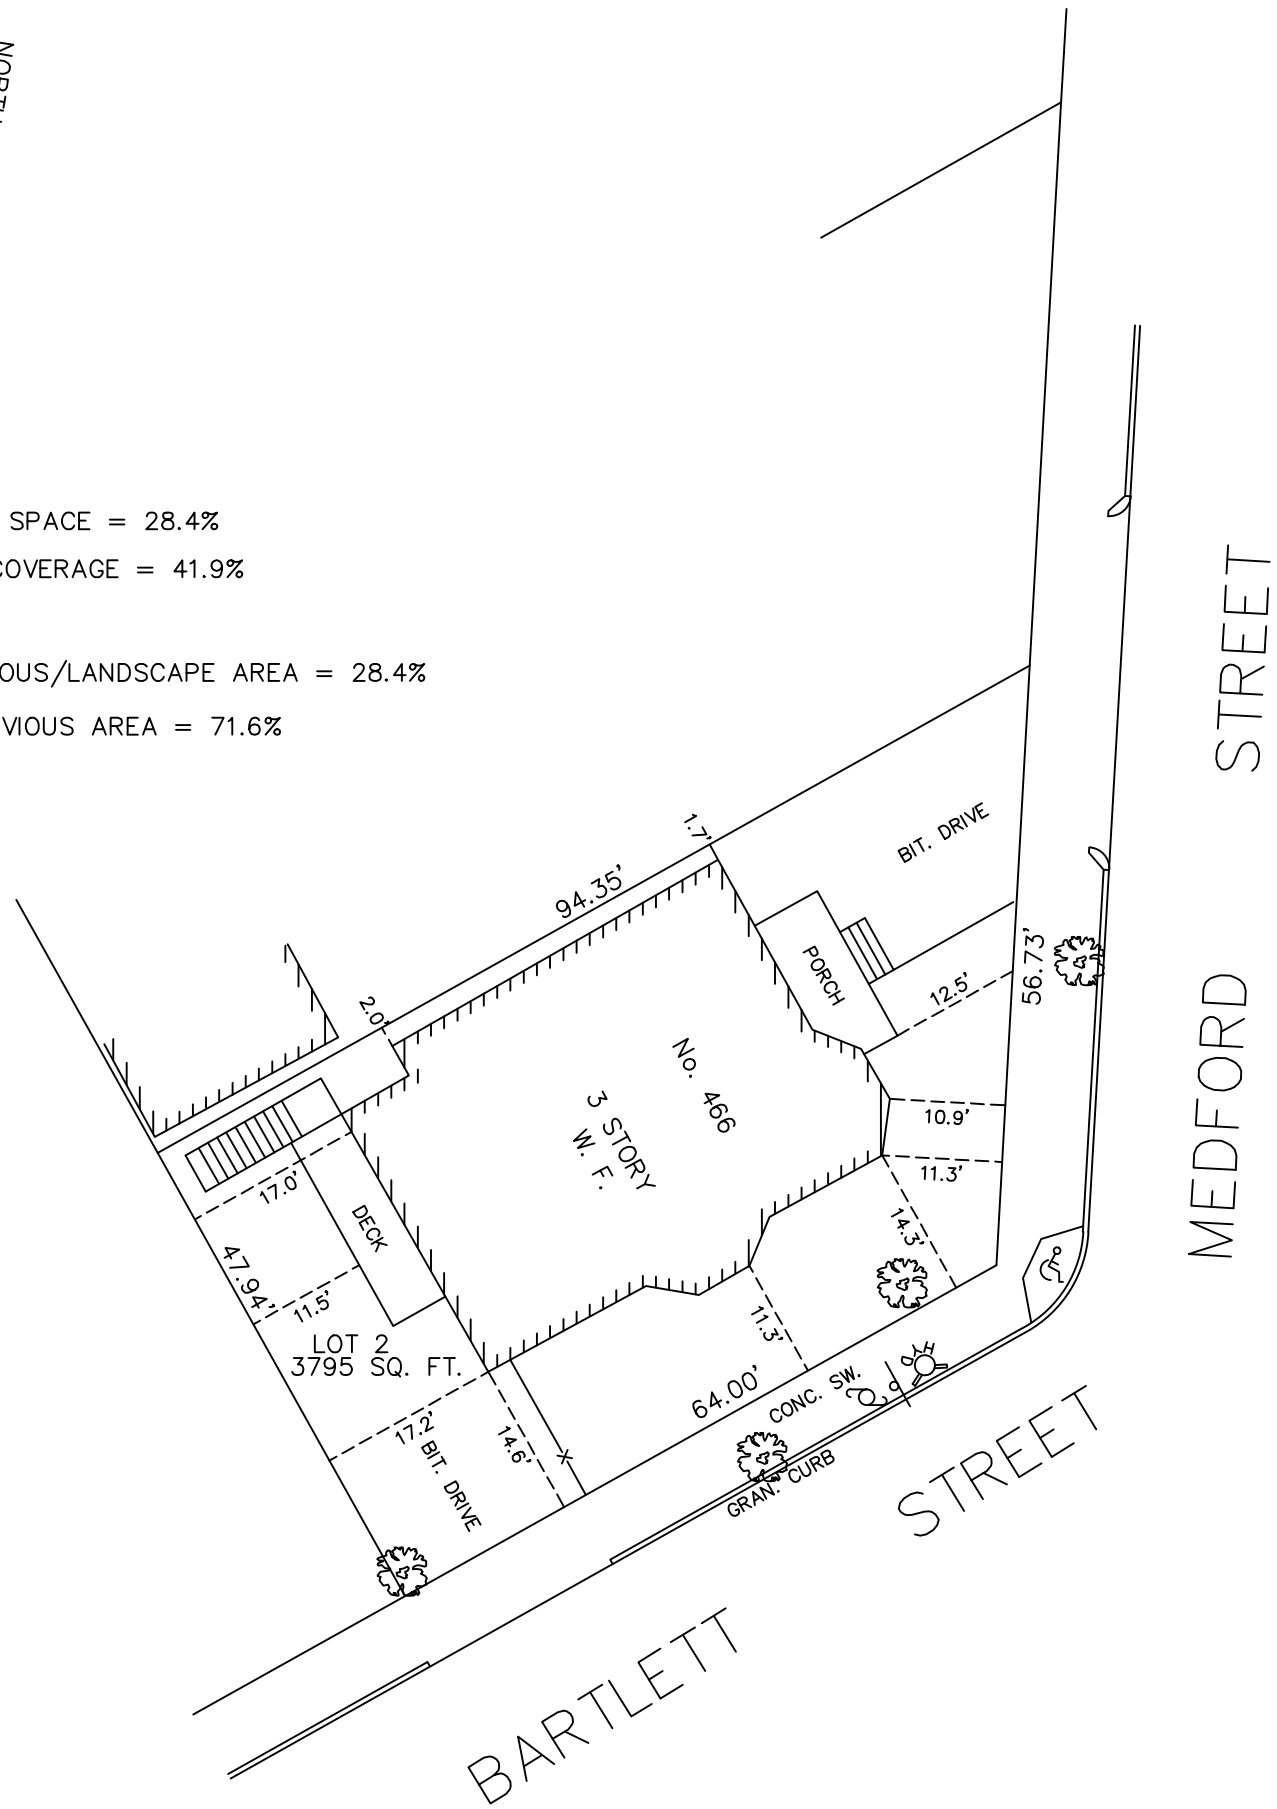 NORTH
SPACE = 28.4%
COVERAGE = 41.9%
OUS/LANDSCAPE AREA = 28.4%
VIOUS AREA = 71.6%
STREET
MEDFORD
BIT. DRIVE
1.7'
94.35'
PORCH
12.5'
56.73'
2.0'
No. 466
3 STORY
W. F.
10.9'
11.3'
14.3'
17.0'
DECK
47.94'
11.5'
11.3'
LOT 2
3795 SQ. FT.
64.00'
CONC. SW.
HY
17.2'
BIT. DRIVE
14.6'
GRAN. CURB
BARTLETT
STREET